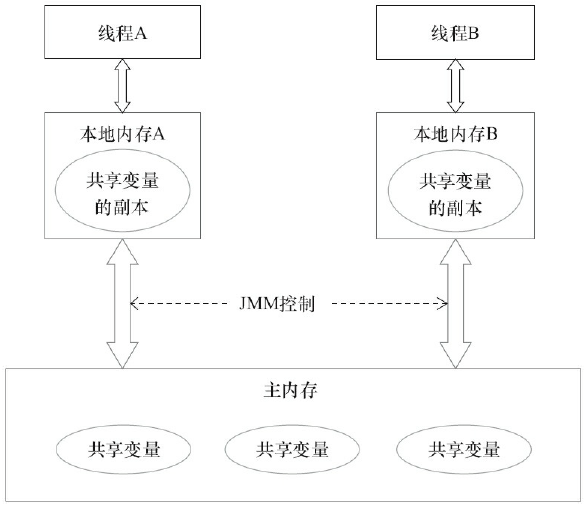 线程A
线程B
本地内存A
本地内存B
共享变量
的副本
共享变量
的副本
JMM控制
主内存
共享变量
共享变量
共享变量